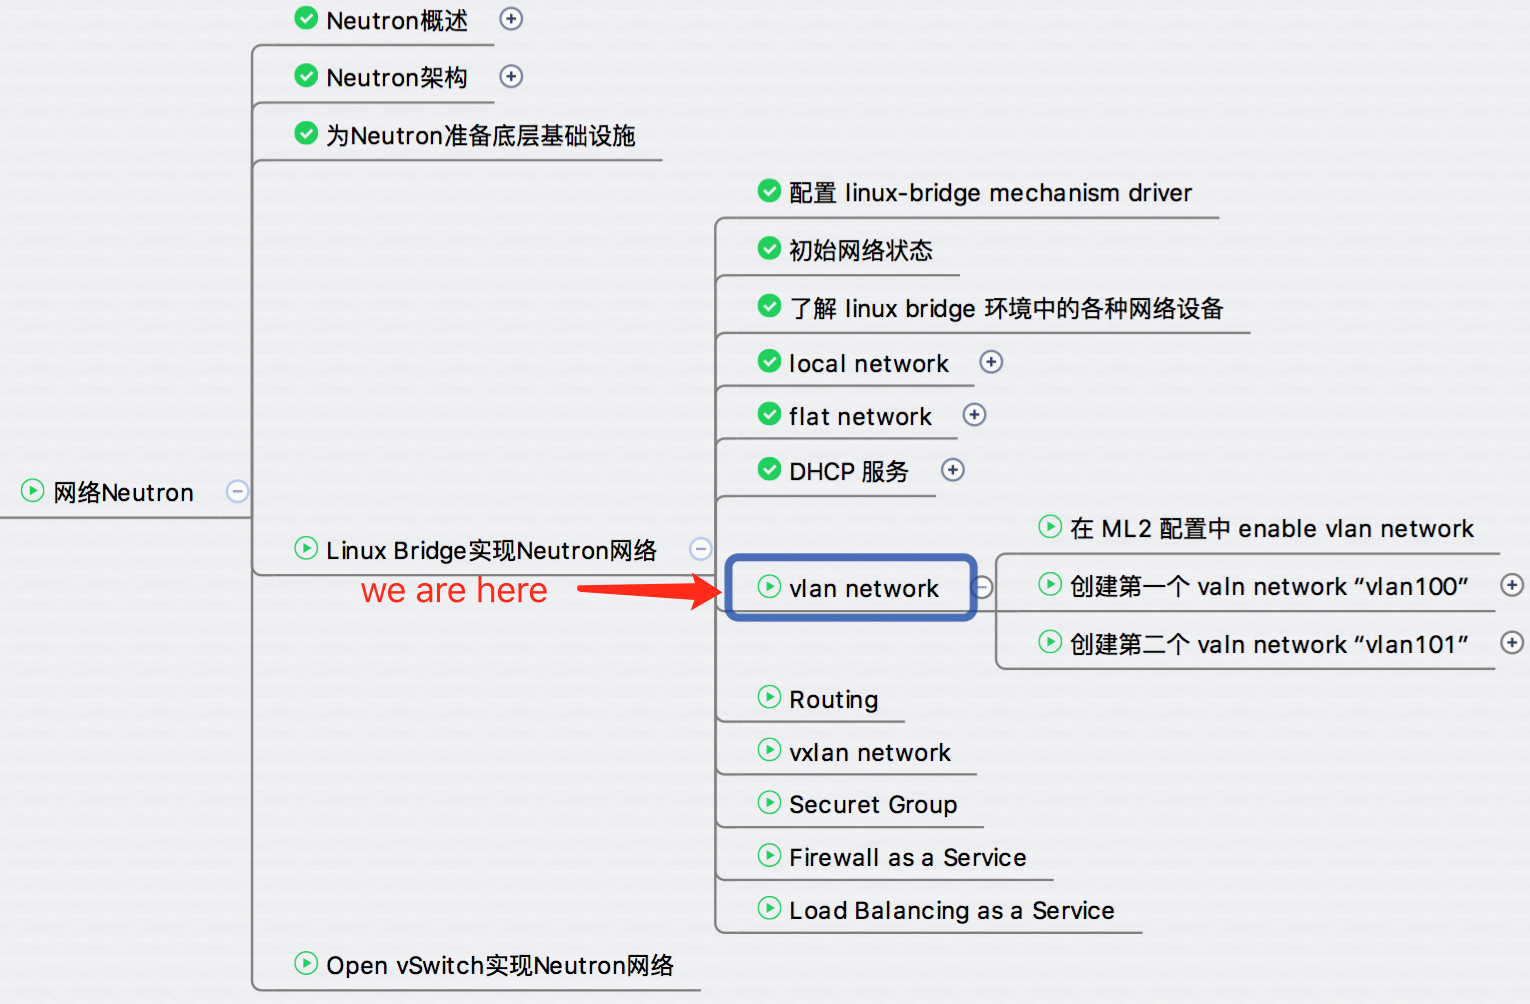 Neutron概述
Neutron架构
为Neutron准备底层基础设施
配置 linux-bridge mechanism driver
初始网络状态
了解 linux bridge 环境中的各种网络设备
local network
flat network
DHCP 服务
网络Neutron
Linux Bridge实现Neutron网络
we are here
vlan network
在 ML2 配置中 enable vlan network
创建第一个 valn network “vlan100”
创建第二个 valn network “vlan101”
Routing
vxlan network
Securet Group
Firewall as a Service
Load Balancing as a Service
Open vSwitch实现Neutron网络